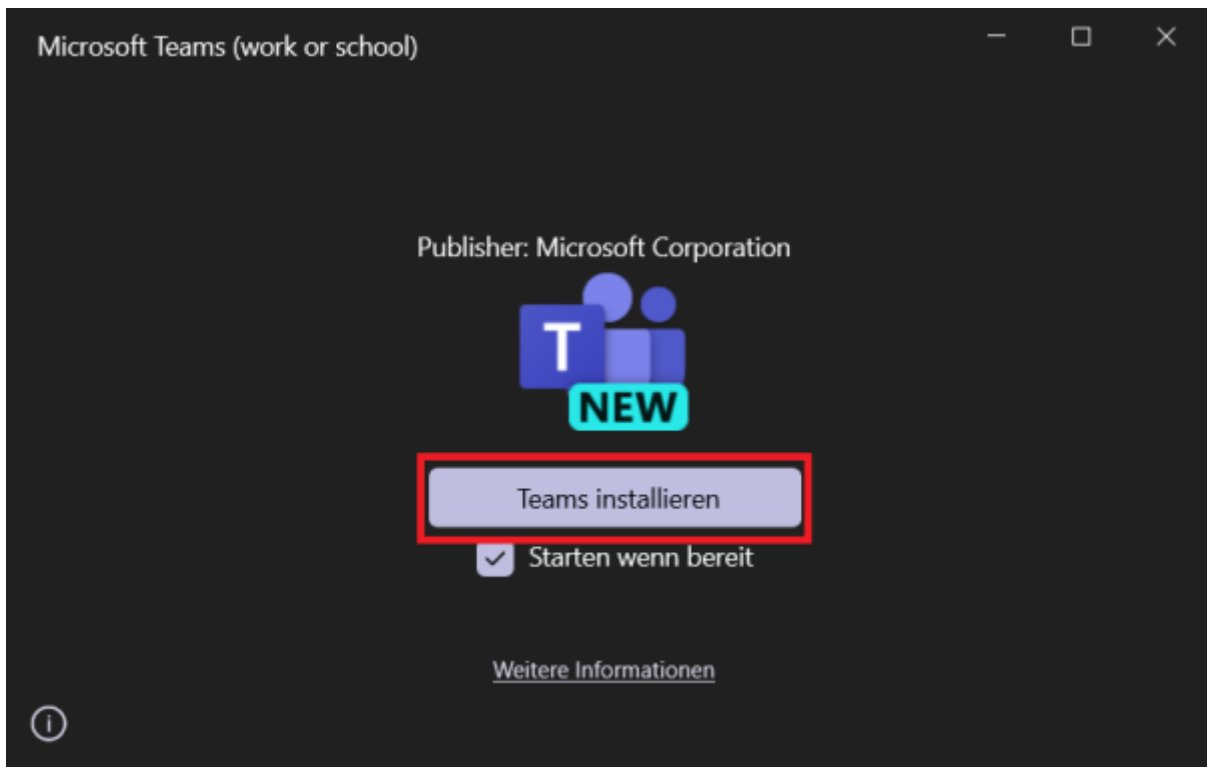 Microsoft Teams (work or school)
Publisher: Microsoft Corporation
T
NEW
Teams installieren
Starten wenn bereit
Weitere Informationen